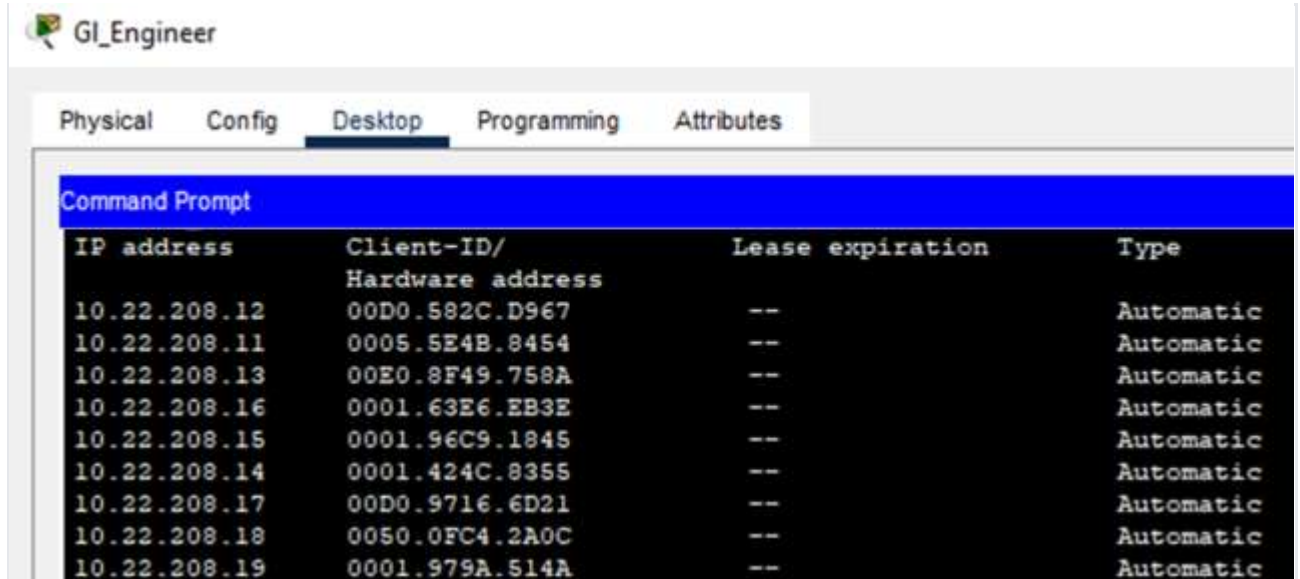 GI_Engineer
Physical Config Desktop Programming Attributes
Command Prompt
IP address Client-ID/ Lease expiration Type
Hardware address
10.22.208.12 00D0.582C.D967 -- Automatic
10.22.208.11 0005.5E4B.8454 -- Automatic
10.22.208.13 00E0.8F49.758A -- Automatic
10.22.208.16 0001.63E6.EB3E -- Automatic
10.22.208.15 0001.96C9.1845 -- Automatic
10.22.208.14 0001.424C.8355 -- Automatic
10.22.208.17 00D0.9716.6D21 -- Automatic
10.22.208.18 0050.0FC4.2A0C -- Automatic
10.22.208.19 0001.979A.514A -- Automatic